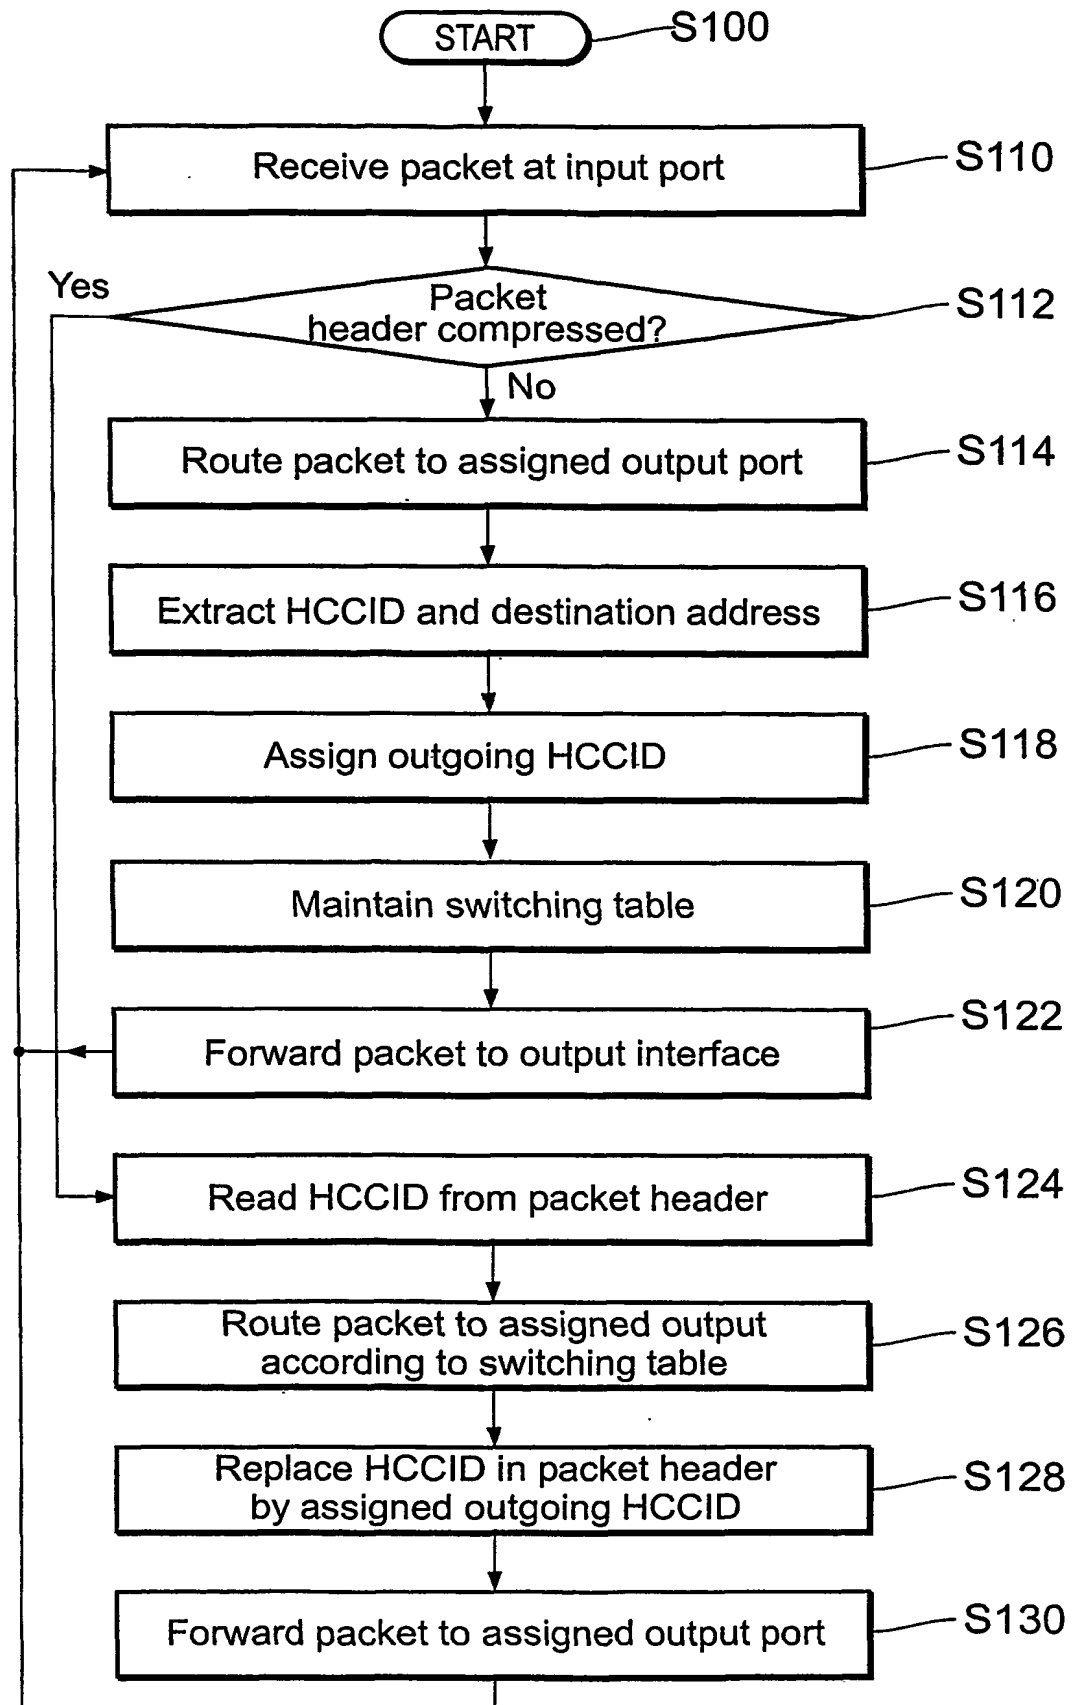 START
S100
Receive packet at input port
S110
Yes
Packet
header compressed?
S112
No
Route packet to assigned output port
S114
Extract HCCID and destination address
S116
Assign outgoing HCCID
S118
Maintain switching table
S120
Forward packet to output interface
S122
Read HCCID from packet header
S124
Route packet to assigned output
according to switching table
S126
Replace HCCID in packet header
by assigned outgoing HCCID
S128
Forward packet to assigned output port
S130